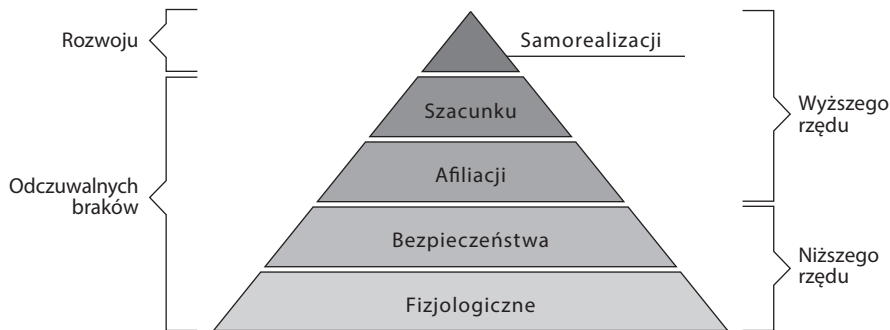 Rozwoju
Samorealizacji
Szacunku
Wyższego
rzędu
Afiliacji
Odczuwalnych
braków
Bezpieczeństwa
Niższego
rzędu
Fizjologiczne